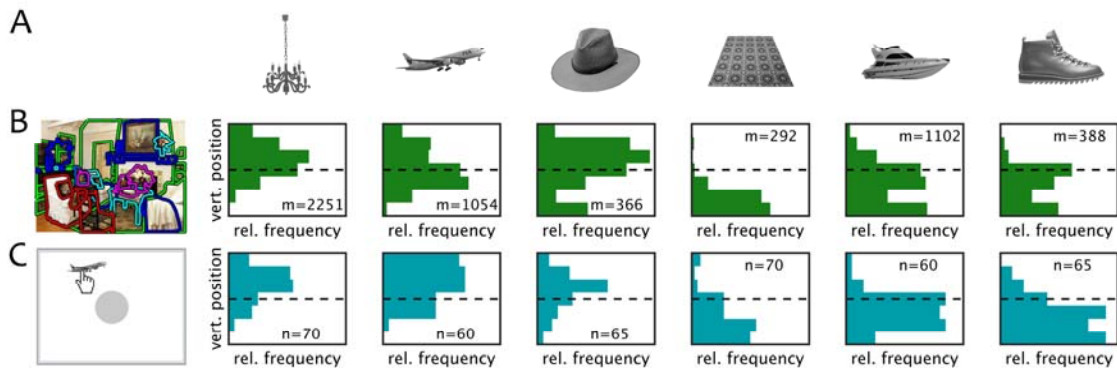 A
B
vert. position
m=2251
m=1054
m=366
m=292
m=1102
m=388
rel. frequency
rel. frequency
rel. frequency
rel. frequency
rel. frequency
rel. frequency
C
vert. position
n=70
n=60
n=65
n=70
n=60
n=65
rel. frequency
rel. frequency
rel. frequency
rel. frequency
rel. frequency
rel. frequency